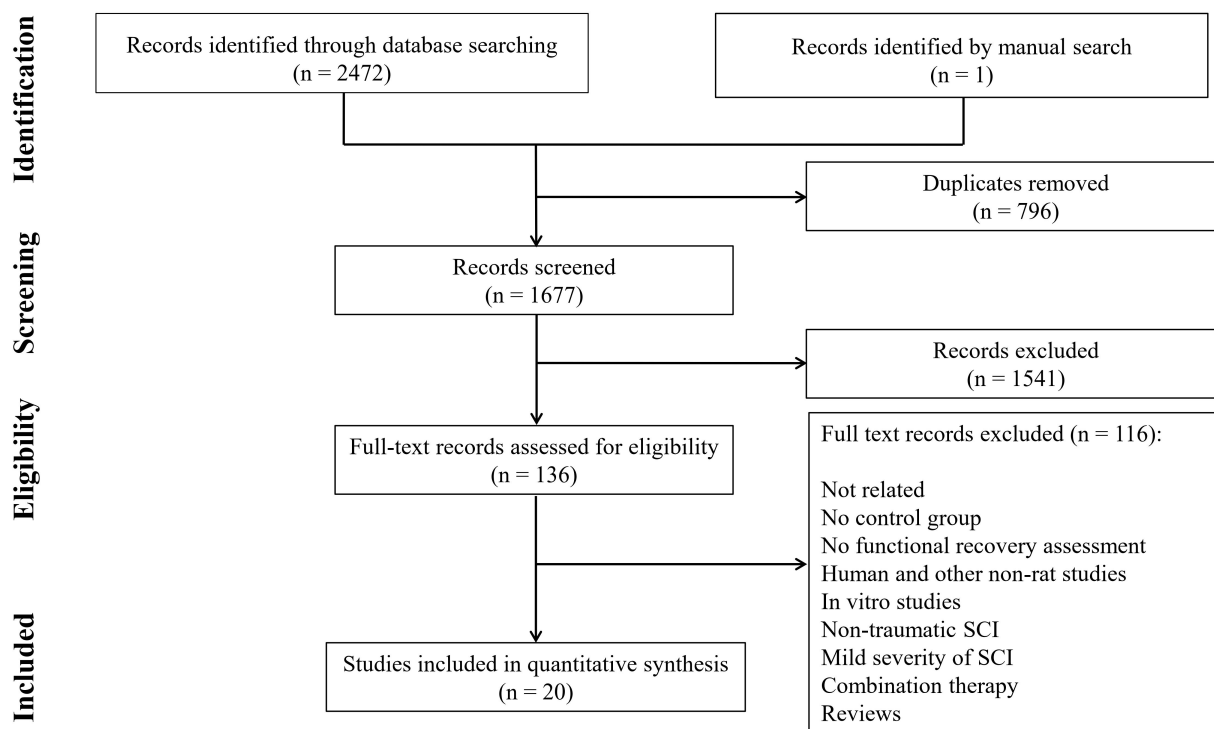 Identification
Records identified through database searching
(n = 2472)
Records identified by manual search
(n = 1)
Duplicates removed
(n = 796)
Screening
Records screened
(n = 1677)
Records excluded
(n = 1541)
Eligibility
Full-text records assessed for eligibility
(n = 136)
Full text records excluded (n = 116):
Not related
No control group
No functional recovery assessment
Human and other non-rat studies
In vitro studies
Non-traumatic SCI
Mild severity of SCI
Combination therapy
Reviews
Included
Studies included in quantitative synthesis
(n = 20)